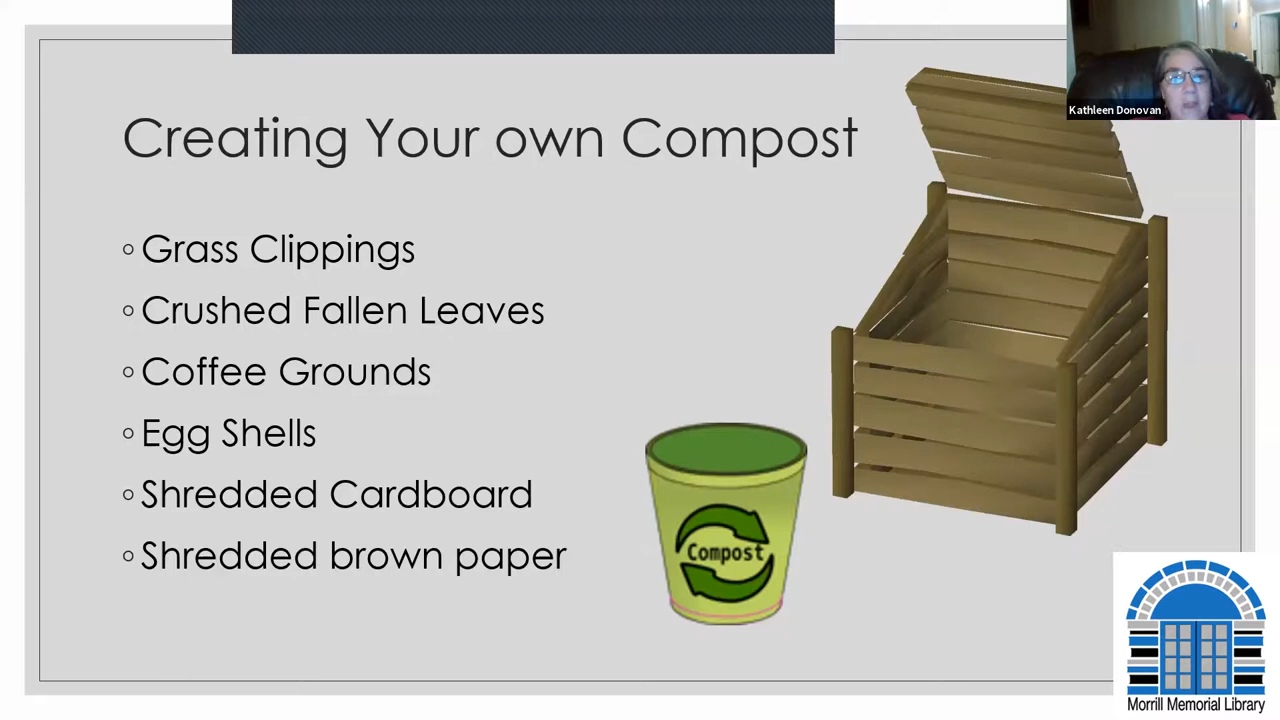 Kathleen Donovan
Creating Your own Compost
Grass Clippings
Crushed Fallen Leaves
Coffee Grounds
Egg Shells
Shredded Cardboard
Shredded brown paper
Compost
Morrill Memorial Library